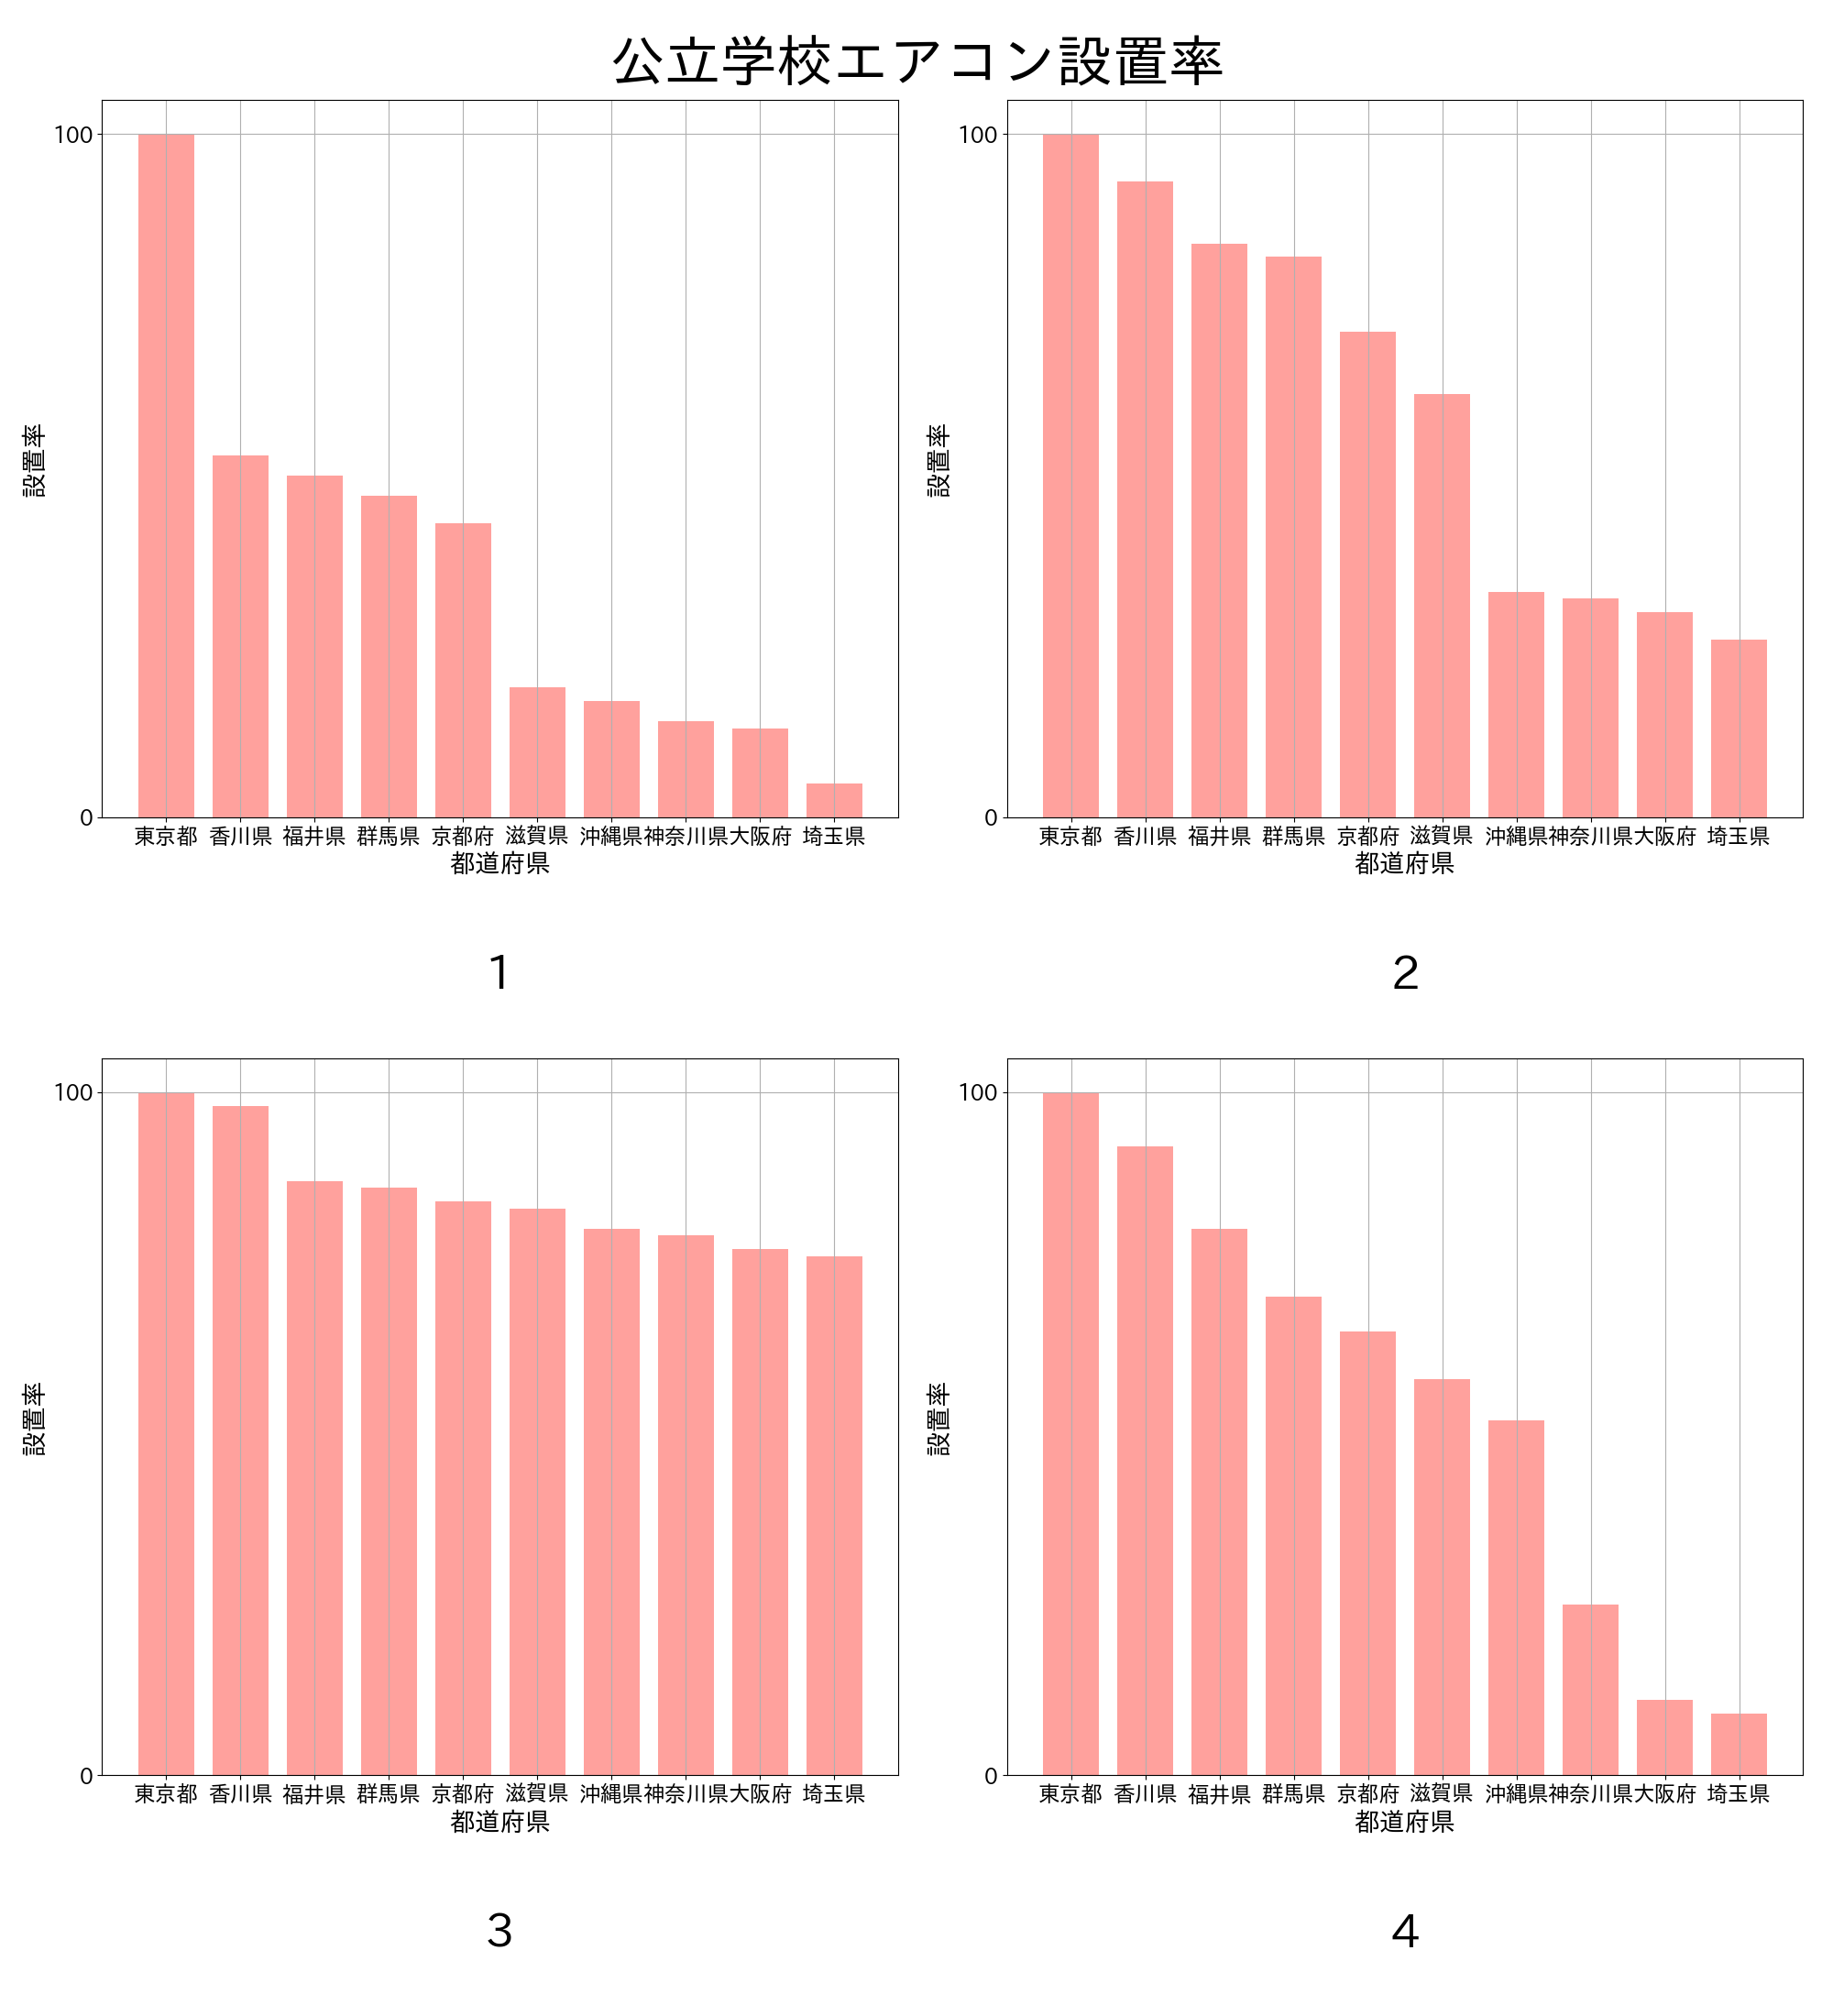 公立学校エアコン設置率
100
0
設置率
東京都 香川県 福井県 群馬県 京都府 滋賀県 沖縄県 神奈川県 大阪府 埼玉県
都道府県
1
100
0
設置率
東京都 香川県 福井県 群馬県 京都府 滋賀県 沖縄県 神奈川県 大阪府 埼玉県
都道府県
2
100
0
設置率
東京都 香川県 福井県 群馬県 京都府 滋賀県 沖縄県 神奈川県 大阪府 埼玉県
都道府県
3
100
0
設置率
東京都 香川県 福井県 群馬県 京都府 滋賀県 沖縄県 神奈川県 大阪府 埼玉県
都道府県
4